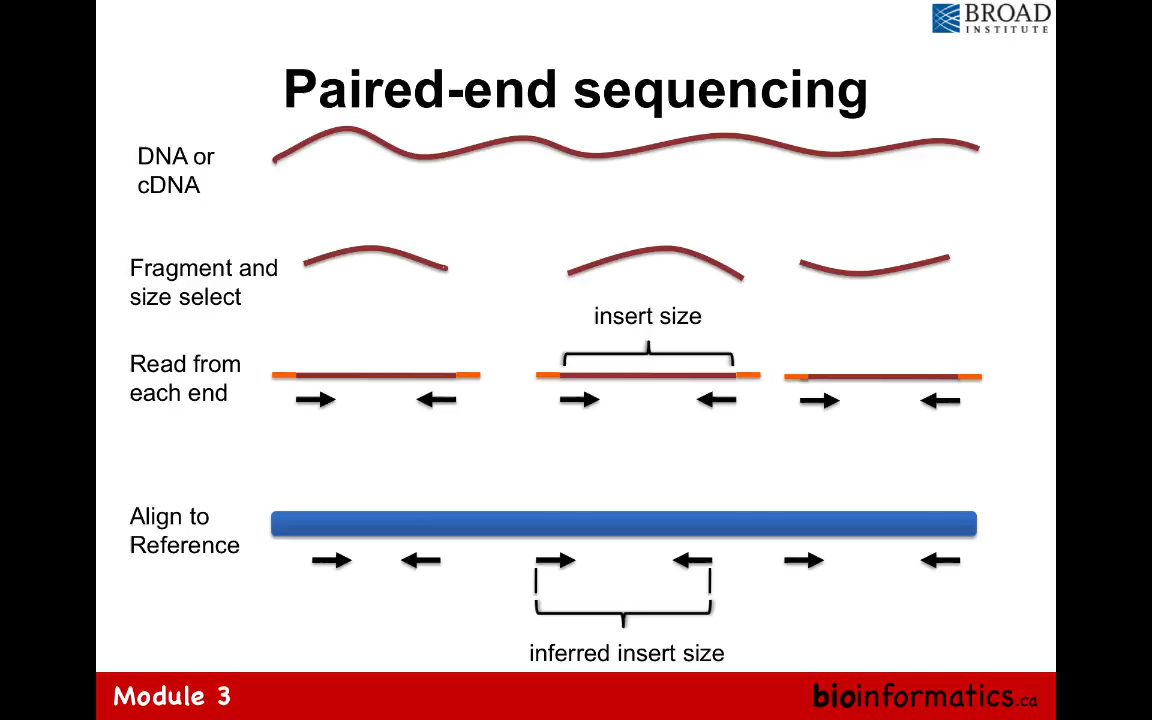 BROAD
INSTITUTE
Paired-end sequencing
DNA or
cDNA
Fragment and
size select
insert size
Read from
each end
Align to
Reference
inferred insert size
Module 3
bioinformatics.ca